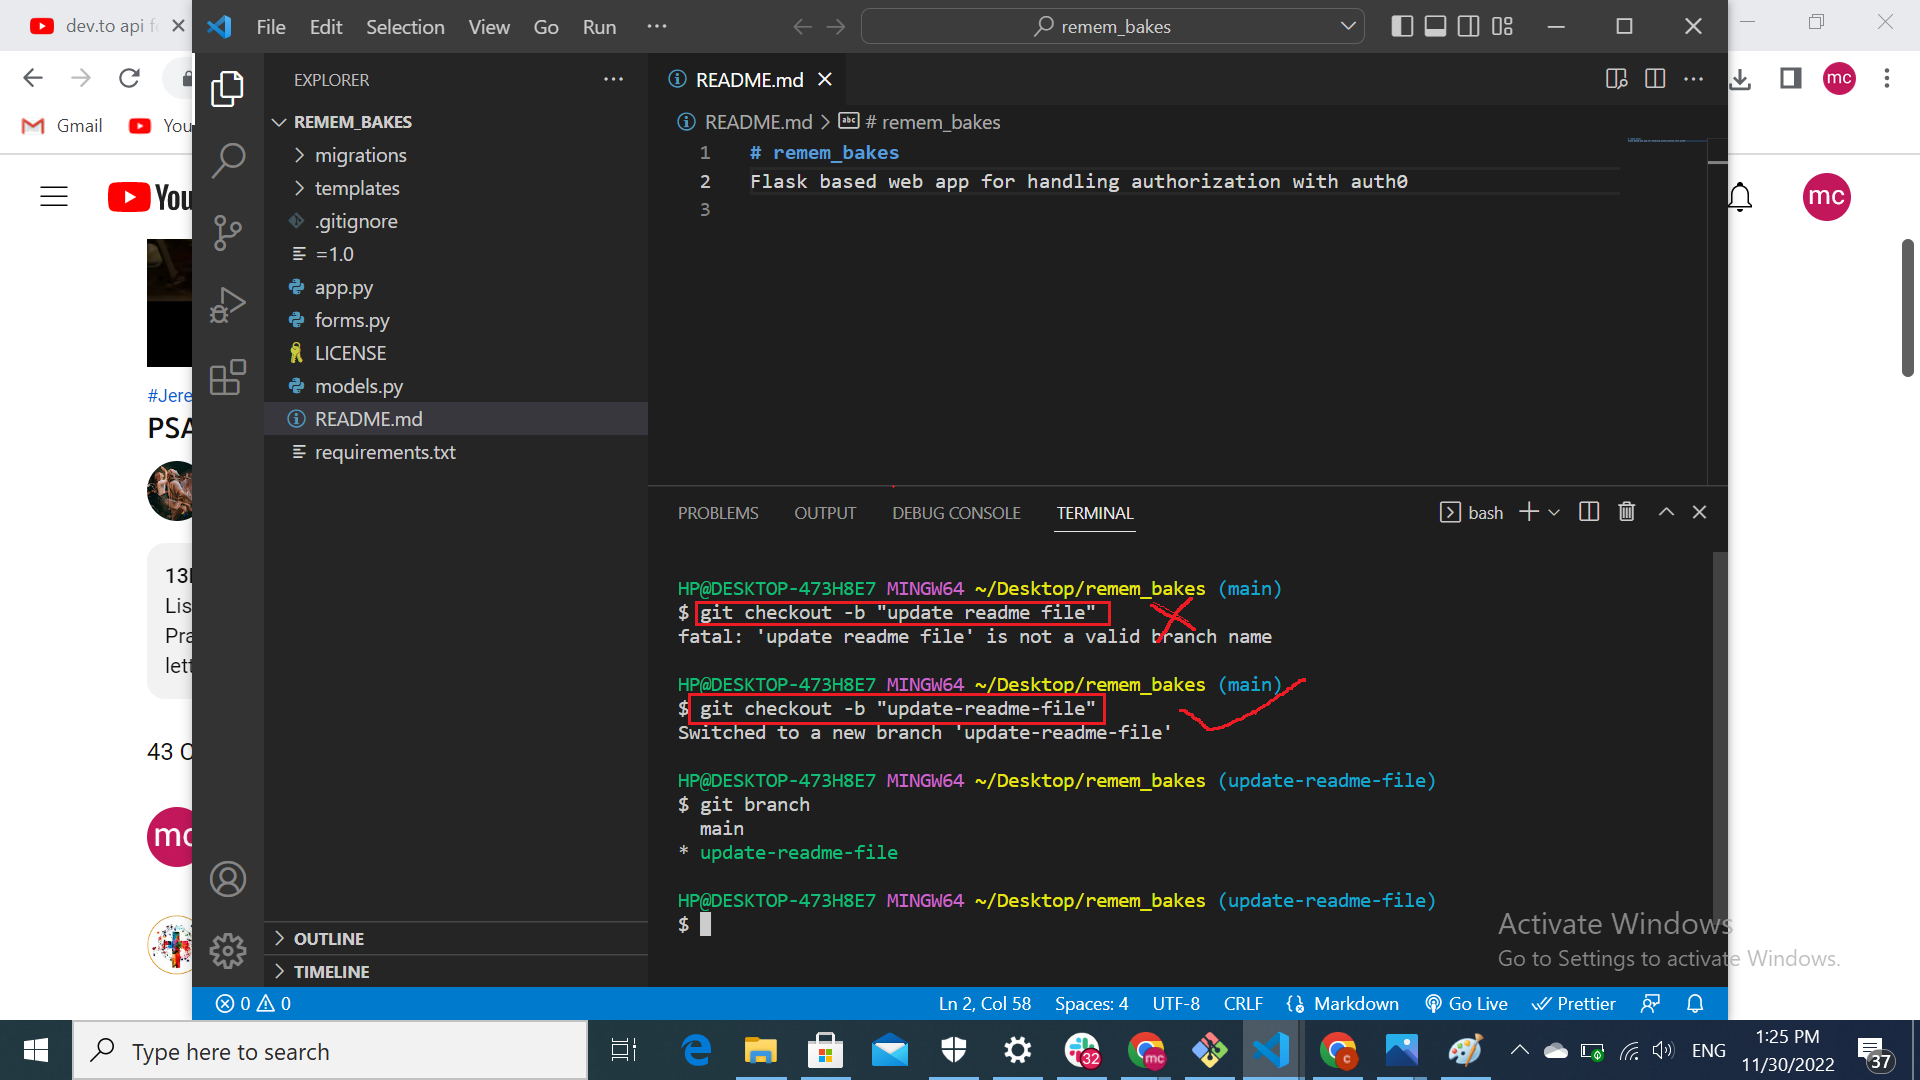 dev.to api f
File Edit Selection View Go Run ···
remem_bakes
mc
Gmail
You
EXPLORER
README.md
REMEM_BAKES
README.md > # remem_bakes
migrations
templates
.gitignore
=1.0
app.py
forms.py
LICENSE
models.py
README.md
requirements.txt
1 # remem_bakes
2 Flask based web app for handling authorization with auth0
3
You
mc
#Jere
PSA
13
Lis
Pra
lett
43 C
mc
PROBLEMS OUTPUT DEBUG CONSOLE TERMINAL
bash
HP@DESKTOP-473H8E7 MINGW64 ~/Desktop/remem_bakes (main)
$ git checkout -b "update readme file"
fatal: 'update readme file' is not a valid branch name
HP@DESKTOP-473H8E7 MINGW64 ~/Desktop/remem_bakes (main)
$ git checkout -b "update-readme-file"
Switched to a new branch 'update-readme-file'
HP@DESKTOP-473H8E7 MINGW64 ~/Desktop/remem_bakes (update-readme-file)
$ git branch
main
* update-readme-file
HP@DESKTOP-473H8E7 MINGW64 ~/Desktop/remem_bakes (update-readme-file)
$
OUTLINE
TIMELINE
Activate Windows
Go to Settings to activate Windows.
0 0
Ln 2, Col 58 Spaces: 4 UTF-8 CRLF Markdown Go Live Prettier
Type here to search
32
mc
c
ENG
1:25 PM
11/30/2022
37